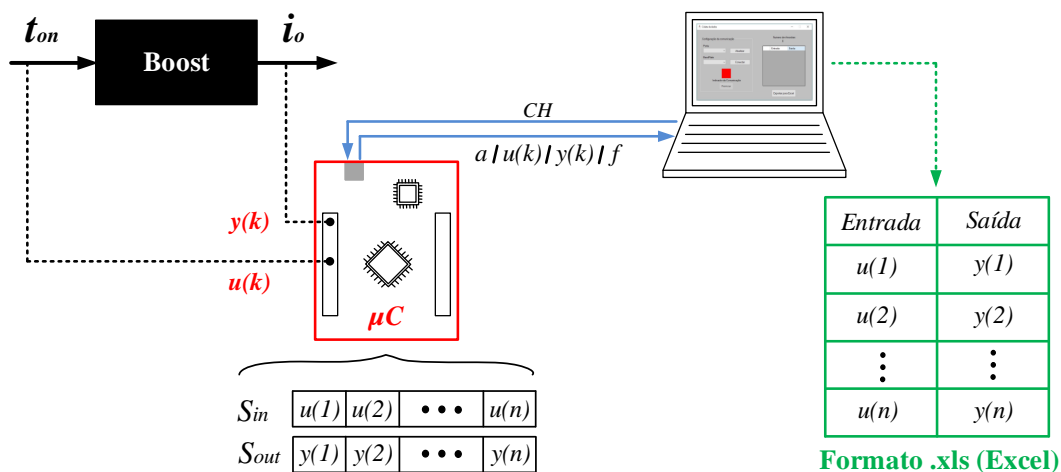 t_on
Boost
i_o
CH
a / u(k) / y(k) / f
y(k)
u(k)
μC
S_in u(1) u(2) ••• u(n)
S_out y(1) y(2) ••• y(n)
Entrada Saída
u(1) y(1)
u(2) y(2)
⋮ ⋮
u(n) y(n)
Formato .xls (Excel)